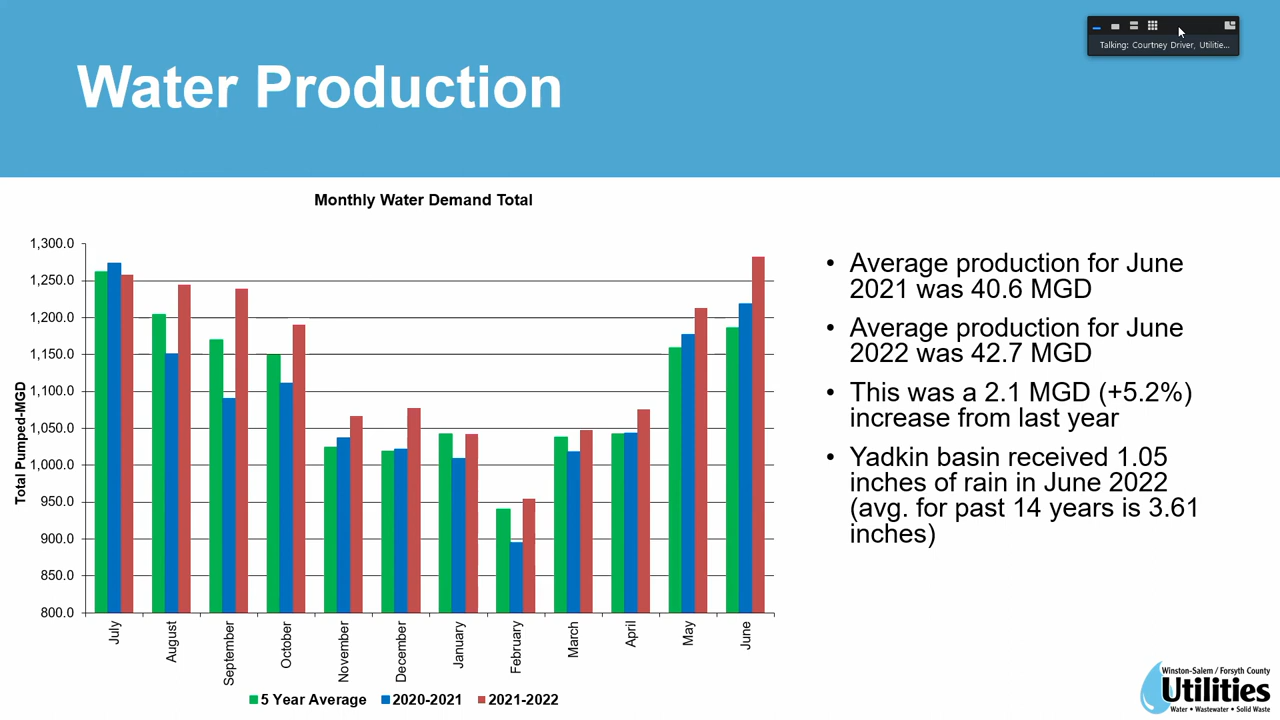 Talking: Courtney Driver, Utilitie...
Water Production
Monthly Water Demand Total
1,300.0
1,250.0
1,200.0
1,150.0
1,100.0
1,050.0
1,000.0
950.0
900.0
850.0
800.0
Total Pumped-MGD
July
August
September
October
November
December
January
February
March
April
May
June
5 Year Average
2020-2021
2021-2022
• Average production for June
2021 was 40.6 MGD
• Average production for June
2022 was 42.7 MGD
• This was a 2.1 MGD (+5.2%)
increase from last year
• Yadkin basin received 1.05
inches of rain in June 2022
(avg. for past 14 years is 3.61
inches)
Winston-Salem / Forsyth County
Utilities
Water • Wastewater • Solid Waste